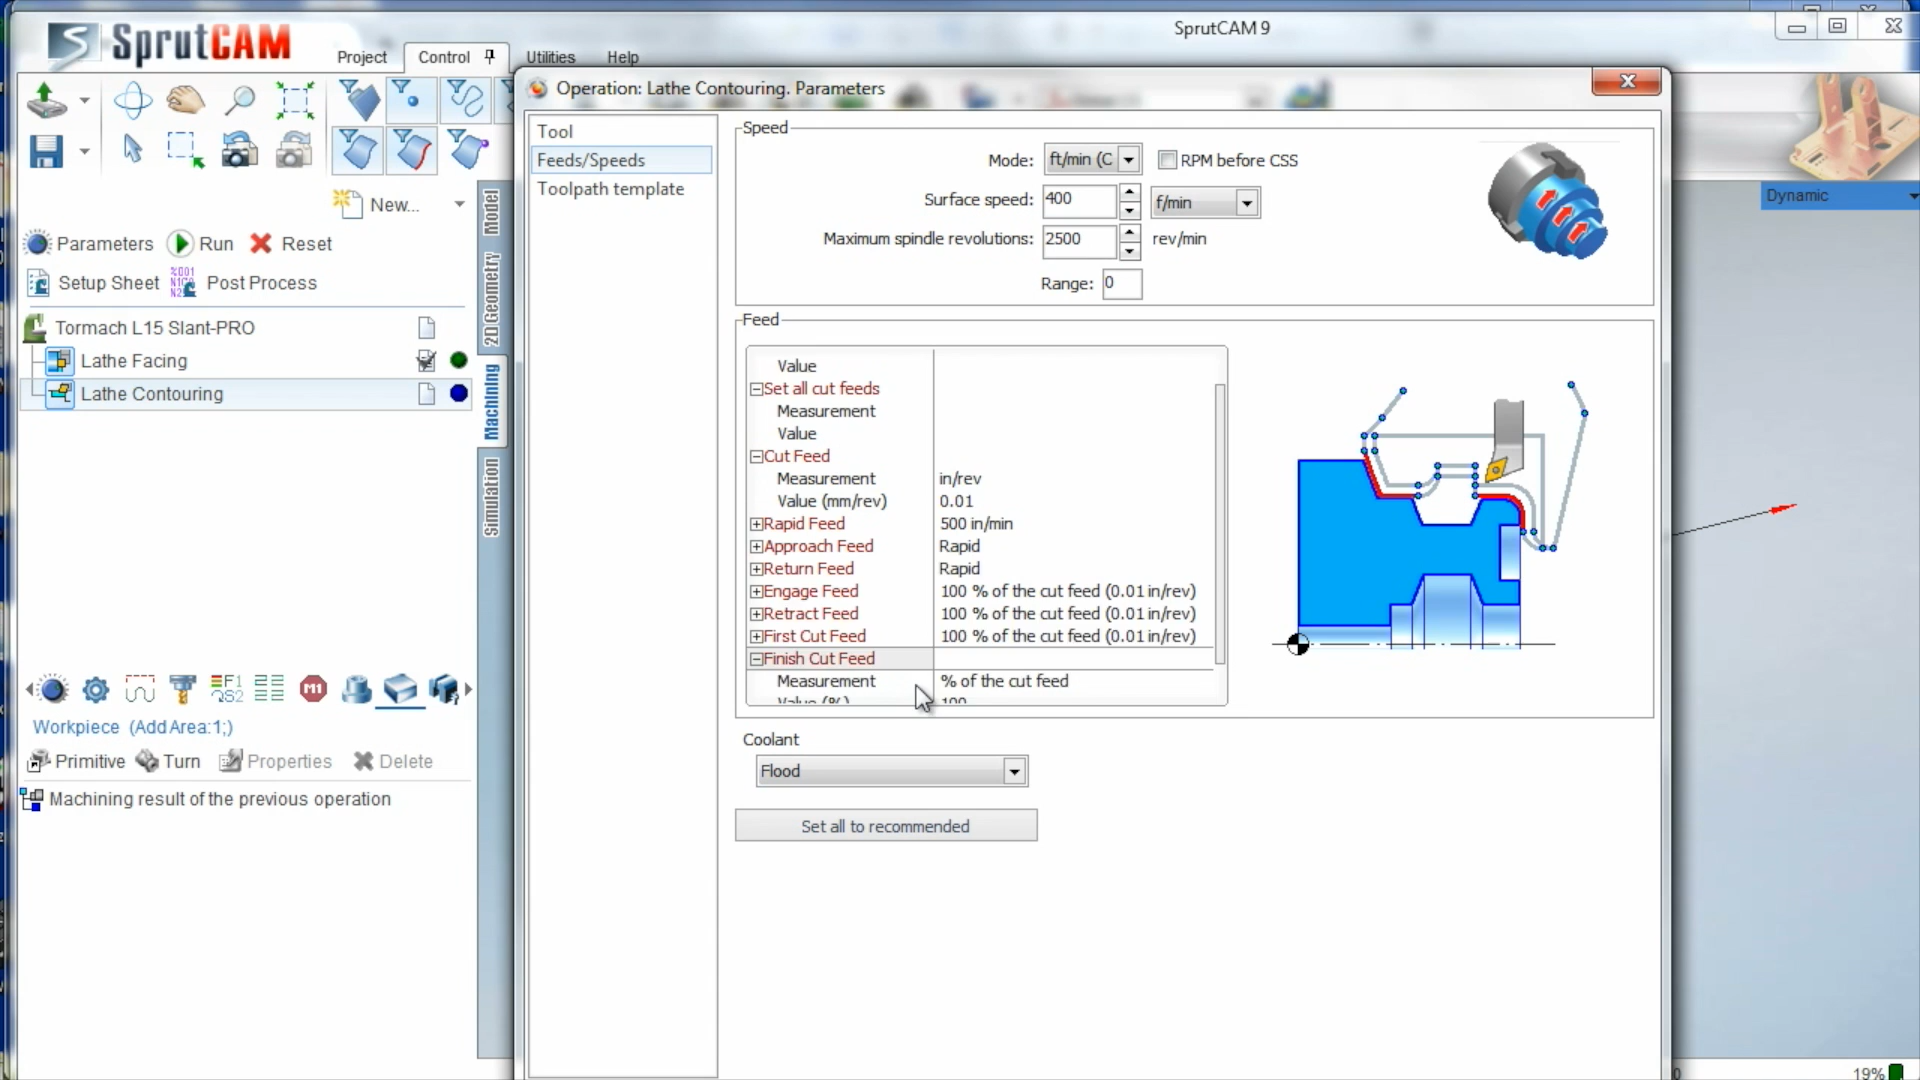 SprutCAM
SprutCAM 9
Project
Control
Utilities
Help
Operation: Lathe Contouring. Parameters
New...
Parameters
Run
Reset
Setup Sheet
Post Process
Tormach L15 Slant-PRO
Lathe Facing
Lathe Contouring
Model
2D Geometry
Machining
Simulation
M1
Workpiece (Add Area:1;)
Primitive
Turn
Properties
Delete
Machining result of the previous operation
Tool
Feeds/Speeds
Toolpath template
Speed
Mode: ft/min (C
RPM before CSS
Surface speed: 400 f/min
Maximum spindle revolutions: 2500 rev/min
Range: 0
Feed
Value
Set all cut feeds
Measurement
Value
Cut Feed
Measurement in/rev
Value (mm/rev) 0.01
Rapid Feed 500 in/min
Approach Feed Rapid
Return Feed Rapid
Engage Feed 100 % of the cut feed (0.01 in/rev)
Retract Feed 100 % of the cut feed (0.01 in/rev)
First Cut Feed 100 % of the cut feed (0.01 in/rev)
Finish Cut Feed
Measurement % of the cut feed
Value (%) 100
Coolant
Flood
Set all to recommended
Dynamic
19%